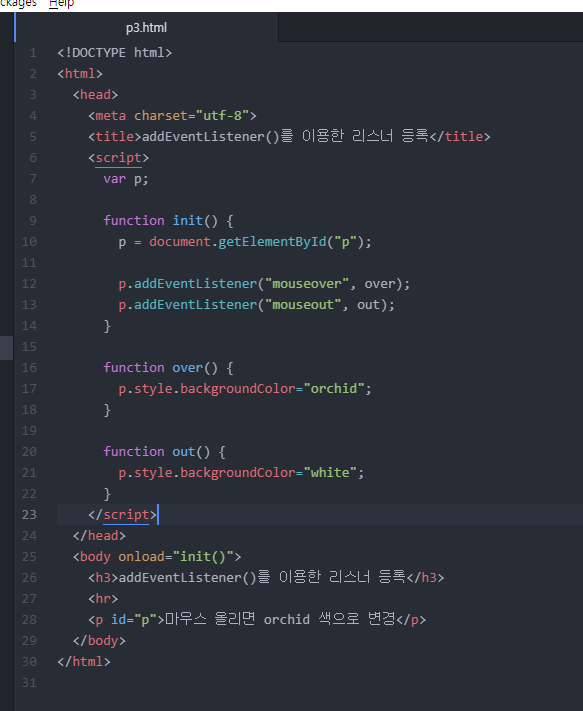 ckages Help
p3.html
1 <!DOCTYPE html>
2 <html>
3 <head>
4 <meta charset="utf-8">
5 <title>addEventListener()를 이용한 리스너 등록</title>
6 <script>
7 var p;
8
9 function init() {
10 p = document.getElementById("p");
11
12 p.addEventListener("mouseover", over);
13 p.addEventListener("mouseout", out);
14 }
15
16 function over() {
17 p.style.backgroundColor="orchid";
18 }
19
20 function out() {
21 p.style.backgroundColor="white";
22 }
23 </script>
24 </head>
25 <body onload="init()">
26 <h3>addEventListener()를 이용한 리스너 등록</h3>
27 <hr>
28 <p id="p">마우스 올리면 orchid 색으로 변경</p>
29 </body>
30 </html>
31